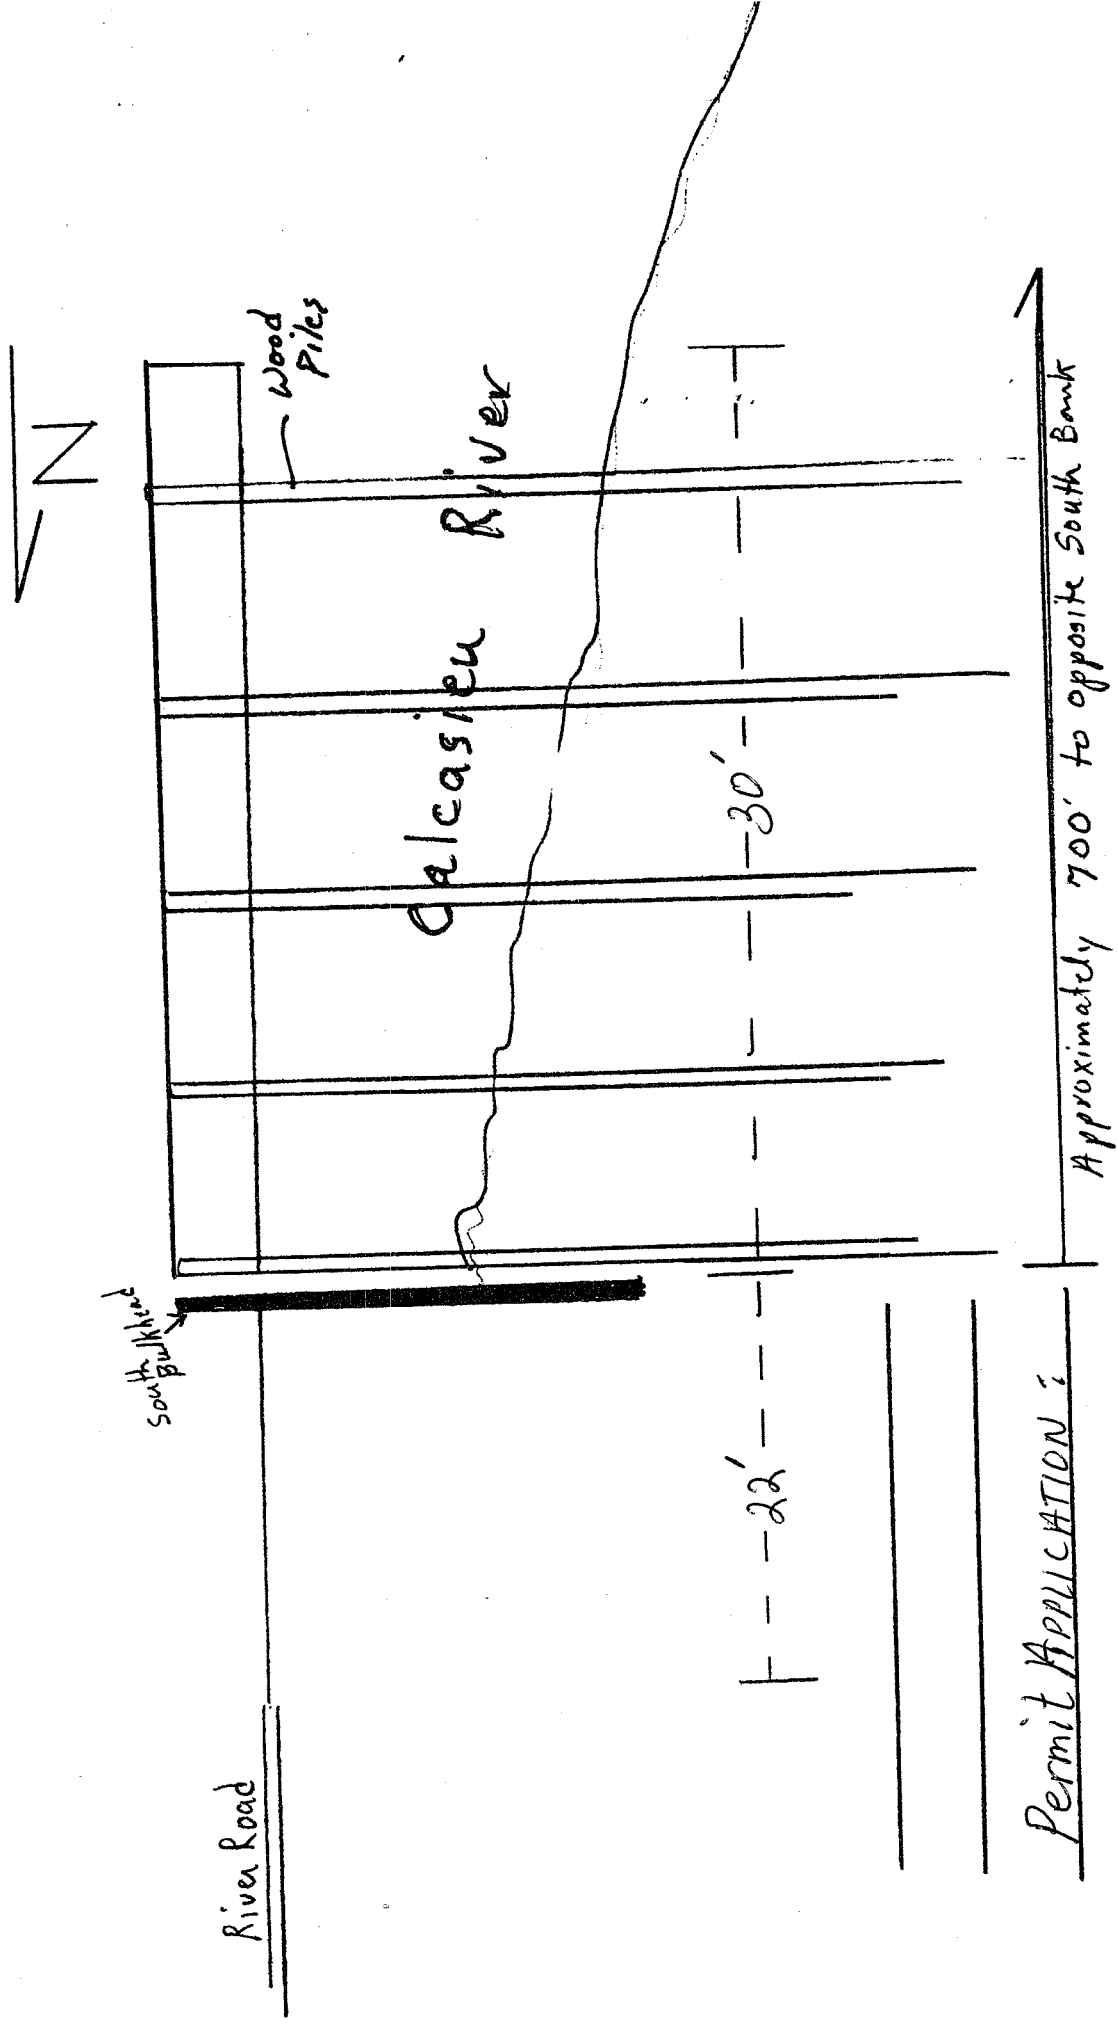 N
River Road
South
Bulkhead
Wood
Piles
Calcasieu River
22'
30'
Approximately 700' to opposite South Bank
Permit Application :